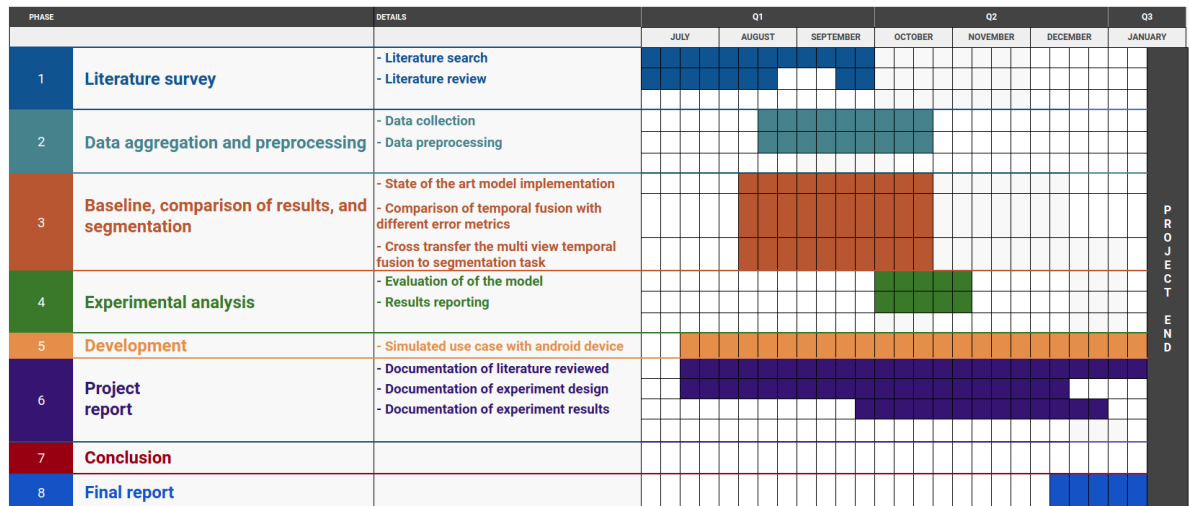 PHASE DETAILS Q1 Q2 Q3
JULY AUGUST SEPTEMBER OCTOBER NOVEMBER DECEMBER JANUARY
1 Literature survey
- Literature search
- Literature review
2 Data aggregation and preprocessing
- Data collection
- Data preprocessing
3 Baseline, comparison of results, and
segmentation
- State of the art model implementation
- Comparison of temporal fusion with
different error metrics
- Cross transfer the multi view temporal
fusion to segmentation task
4 Experimental analysis
- Evaluation of of the model
- Results reporting
5 Development
- Simulated use case with android device
6 Project
report
- Documentation of literature reviewed
- Documentation of experiment design
- Documentation of experiment results
7 Conclusion
8 Final report
PROJECT END